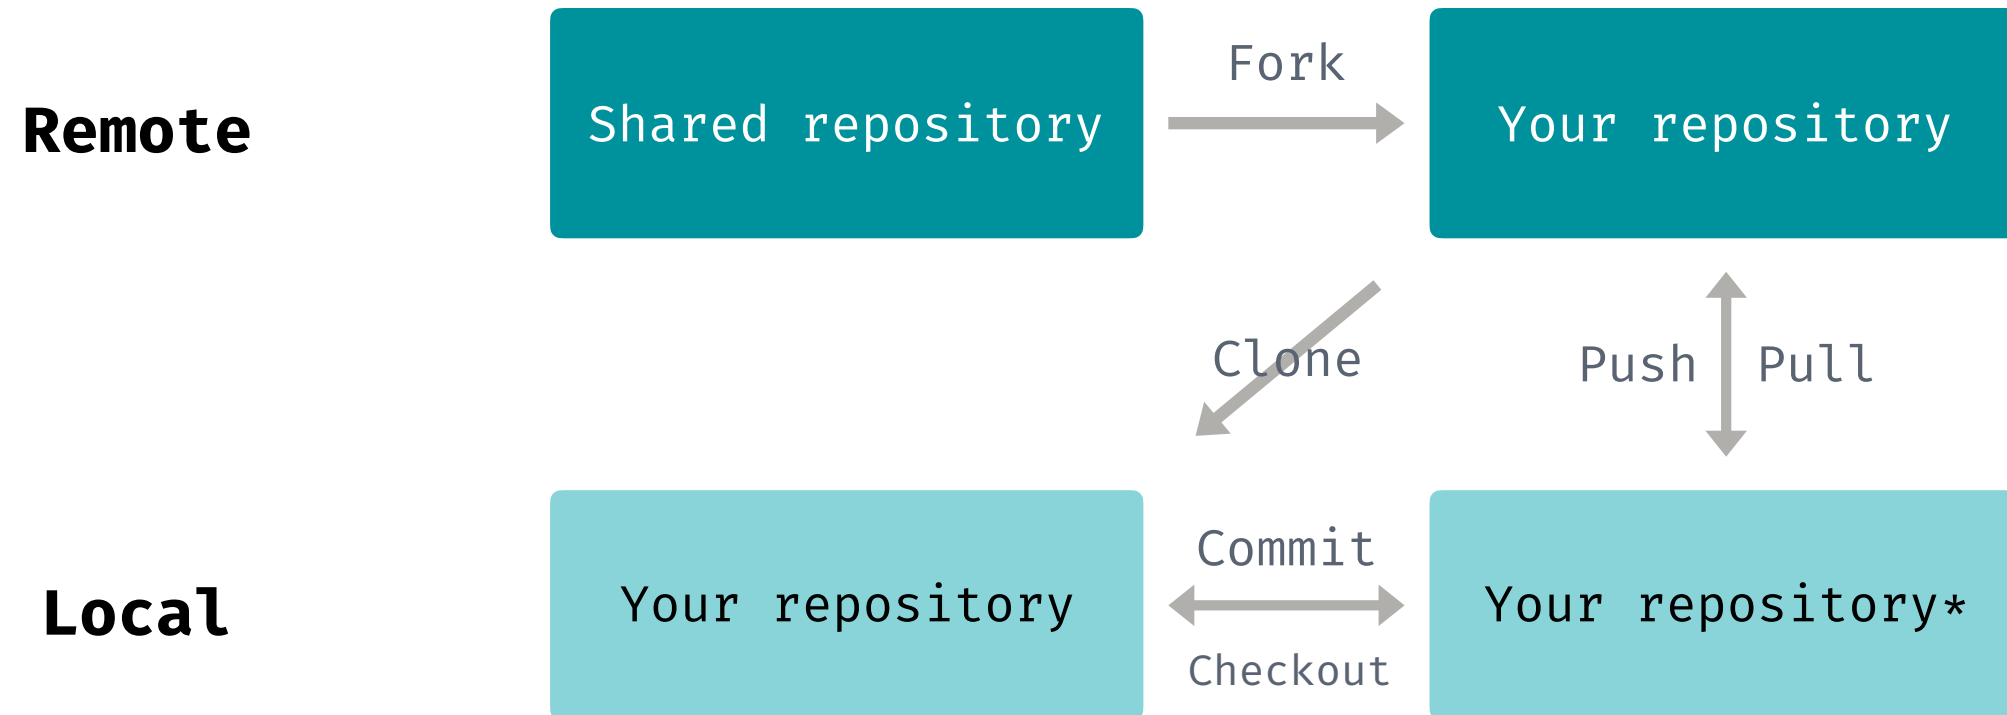 Fork
Remote
Shared repository
Your repository
Clone
Push
Pull
Commit
Local
Your repository
Your repository*
Checkout